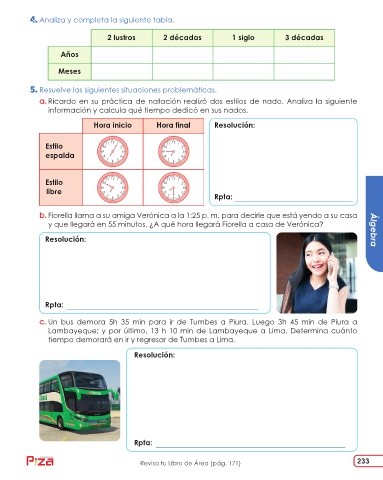 4. Analiza y completa la siguiente tabla.
2 lustros 2 décadas 1 siglo 3 décadas
Años
Meses
5. Resuelve las siguientes situaciones problemáticas.
a. Ricardo en su práctica de natación realizó dos estilos de nado. Analiza la siguiente
información y calcula qué tiempo dedicó en sus nados.
Hora inicio Hora final Resolución:
Estilo
espalda
Estilo
libre
Rpta:
b. Fiorella llama a su amiga Verónica a la 1:25 p. m. para decirle que está yendo a su casa
y que llegará en 55 minutos. ¿A qué hora llegará Fiorella a casa de Verónica?
Resolución:
Rpta:
Álgebra
c. Un bus demora 5h 35 min para ir de Tumbes a Piura. Luego 3h 45 min de Piura a
Lambayeque; y por último, 13 h 10 min de Lambayeque a Lima. Determina cuánto
tiempo demorará en ir y regresar de Tumbes a Lima.
Resolución:
Rpta:
Revisa tu Libro de Área (pág. 171)
233